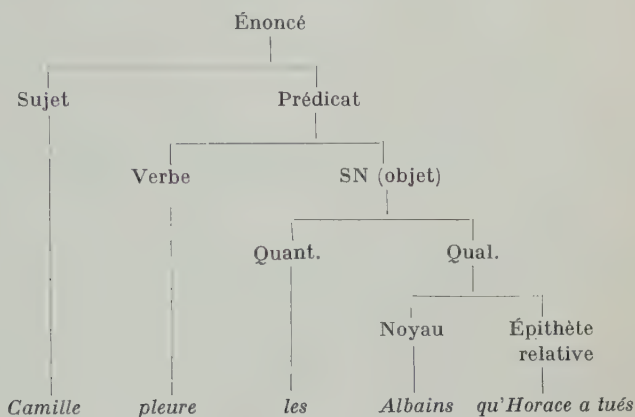 Énoncé
Sujet Prédicat
Verbe SN (objet)
Quant. Qual.
Noyau Épithète
relative
Camille pleure les Albains qu'Horace a tués